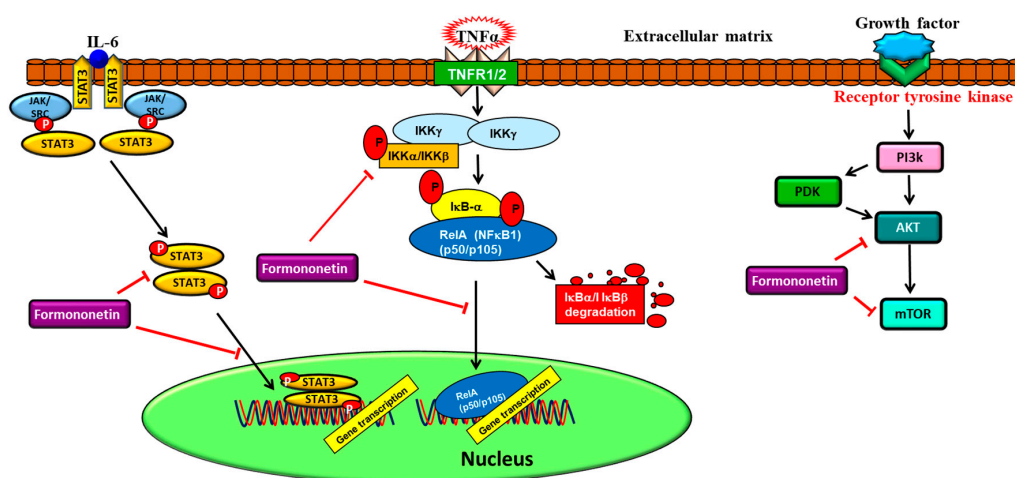 IL-6
STAT3
STAT3
JAK/
SRC
P
STAT3
JAK/
SRC
P
STAT3
P
STAT3
STAT3
P
Formononetin
TNFα
TNFR1/2
IKKγ
IKKγ
P
IKKα/IKKβ
P
IκB-α
P
RelA (NFκB1)
(p50/p105)
Formononetin
IκBα/I IκBβ
degradation
Extracellular matrix
Growth factor
Receptor tyrosine kinase
PI3k
PDK
AKT
Formononetin
mTOR
P
STAT3
STAT3
P
Gene transcription
RelA
(p50/p105)
Gene transcription
Nucleus